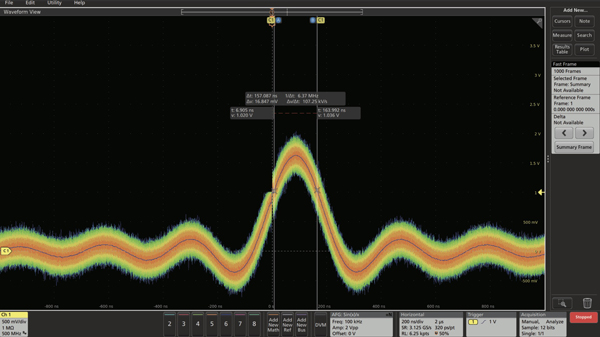 File Edit Utility Help
Waveform View
Add New...
Cursors Note
Measure Search
Results Table Plot
Fast Frame
1000 Frames
Selected Frame
Frame: Summary
Not Available
Reference Frame
Frame: 1
0.000 000 000 000 s
Delta
Not Available
Summary Frame
3.5 V
3 V
2.5 V
2 V
1.5 V
1
500 mV
-500 mV
Δt: 157.087 ns 1/Δt: 6.37 MHz
Δv: 16.847 mV Δv/Δt: 107.25 kV/s
t: 6.905 ns
v: 1.020 V
t: 163.992 ns
v: 1.036 V
-800 ns -600 ns -400 ns -200 ns 0 s 200 ns 400 ns 600 ns 800 ns
Ch 1
500 mV/div
1 MΩ
500 MHz
2 3 4 5 6 7 8
Add New Math
Add New Ref
Add New Bus
DVM
AFG: Sin(x)/x
Freq: 100 kHz
Amp: 2 Vpp
Offset: 0 V
Horizontal
200 ns/div 2 µs
SR: 3.125 GS/s 320 ps/pt
RL: 6.25 kpts 50%
Trigger
1 1 V
Acquisition
Manual, Analyze
Sample: 12 bits
Single: 1/1
Stopped